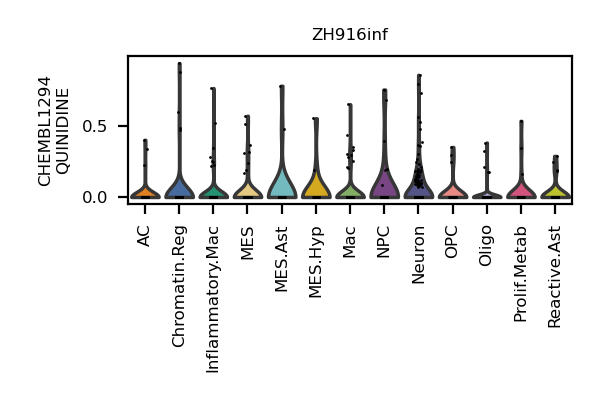 ZH916inf
CHEMBL1294
QUINIDINE
0.5
0.0
AC
Chromatin.Reg
Inflammatory.Mac
MES
MES.Ast
MES.Hyp
Mac
NPC
Neuron
OPC
Oligo
Prolif.Metab
Reactive.Ast